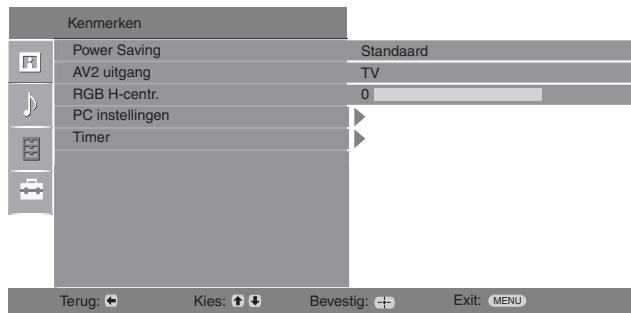 Kenmerken
Power Saving Standaard
AV2 uitgang TV
RGB H-centr. 0
PC instellingen
Timer
Terug: Kies: Bevestig: Exit: MENU